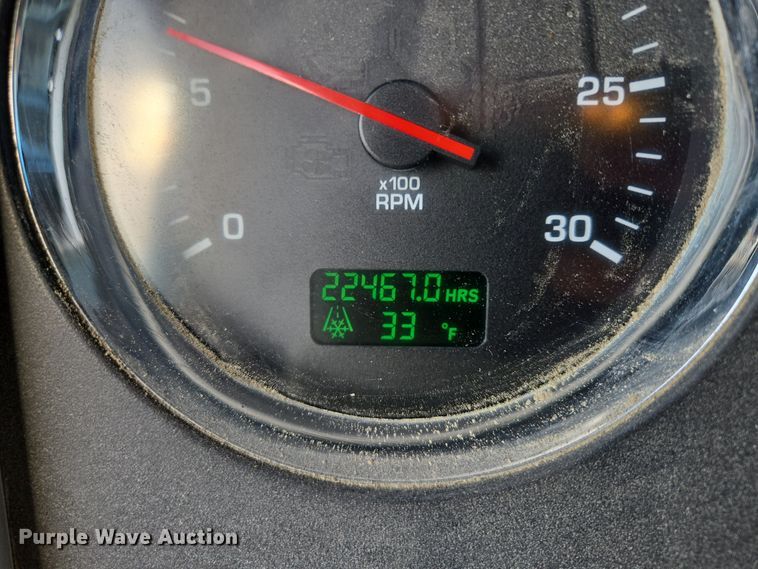 5
25
x100
RPM
0
30
22467.0 HRS
33 °F
Purple Wave Auction